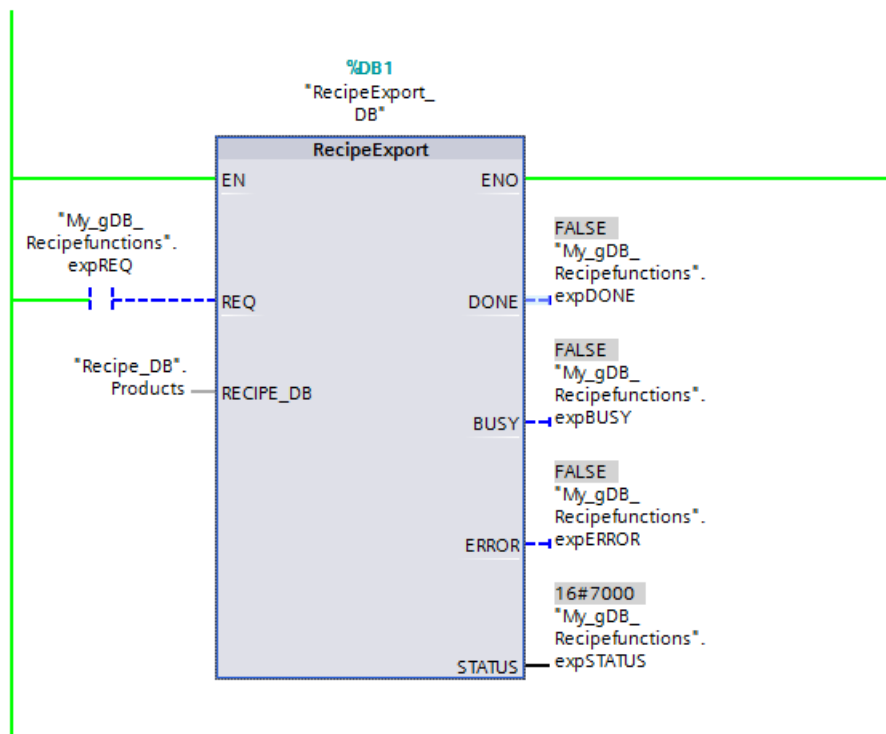 %DB1
"RecipeExport_
DB"
RecipeExport
EN
ENO
"My_gDB_
Recipefunctions".
expREQ
REQ
FALSE
"My_gDB_
Recipefunctions".
expDONE
DONE
"Recipe_DB".
Products
RECIPE_DB
FALSE
"My_gDB_
Recipefunctions".
expBUSY
BUSY
FALSE
"My_gDB_
Recipefunctions".
expERROR
ERROR
16#7000
"My_gDB_
Recipefunctions".
expSTATUS
STATUS